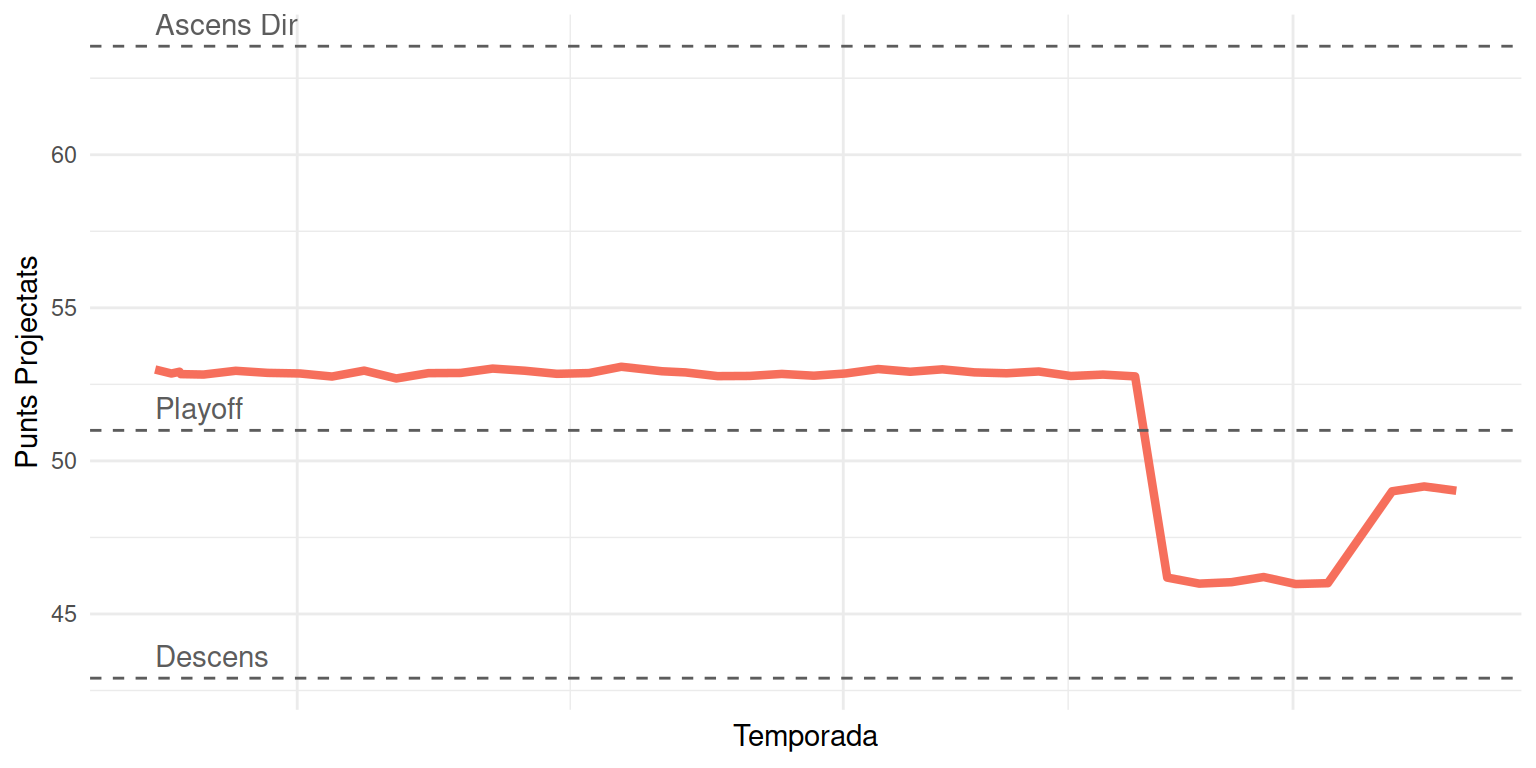 Ascens Dir
60
55
Playoff
50
45
Descens
Punts Projectats
Temporada